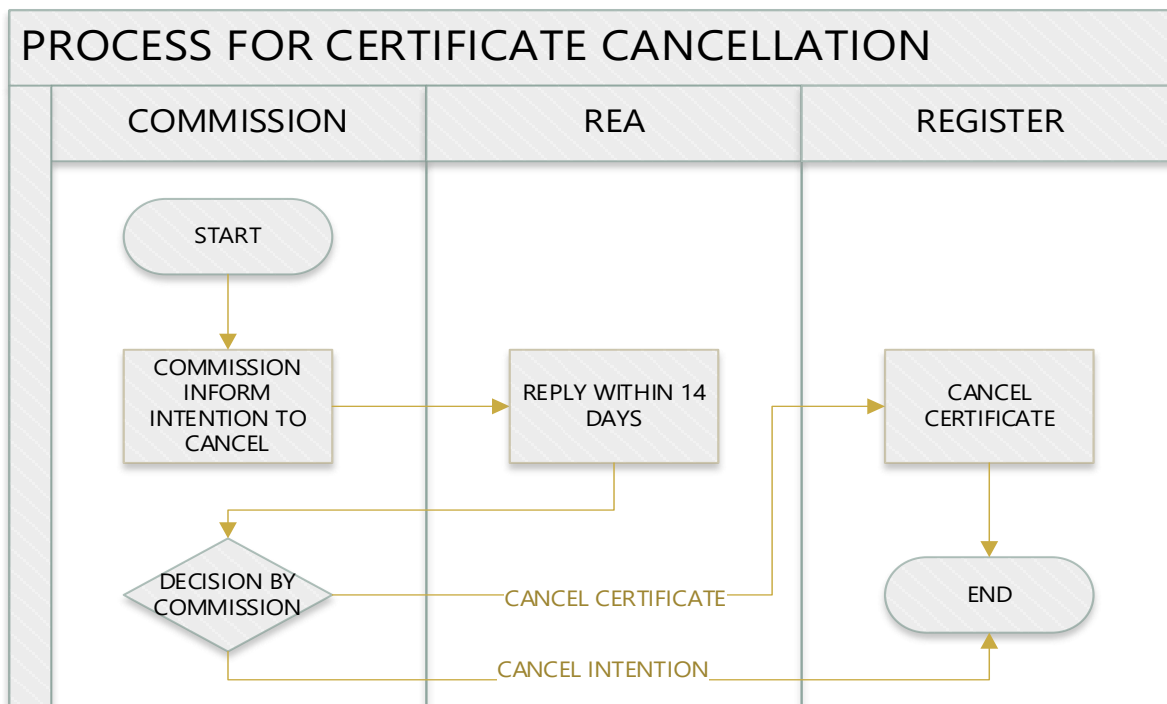 PROCESS FOR CERTIFICATE CANCELLATION
COMMISSION
REA
REGISTER
START
COMMISSION
INFORM
INTENTION TO
CANCEL
REPLY WITHIN 14
DAYS
CANCEL
CERTIFICATE
DECISION BY
COMMISSION
CANCEL CERTIFICATE
END
CANCEL INTENTION